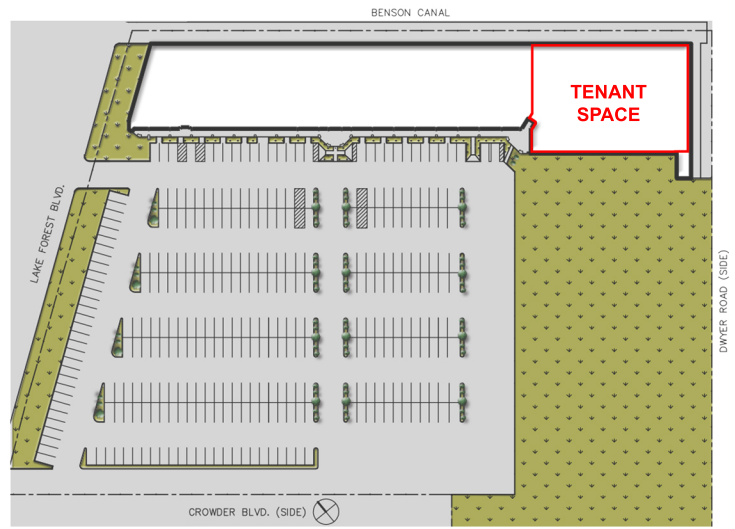 BENSON CANAL
TENANT
SPACE
LAKE FOREST BLVD.
DWYER ROAD (SIDE)
CROWDER BLVD. (SIDE)